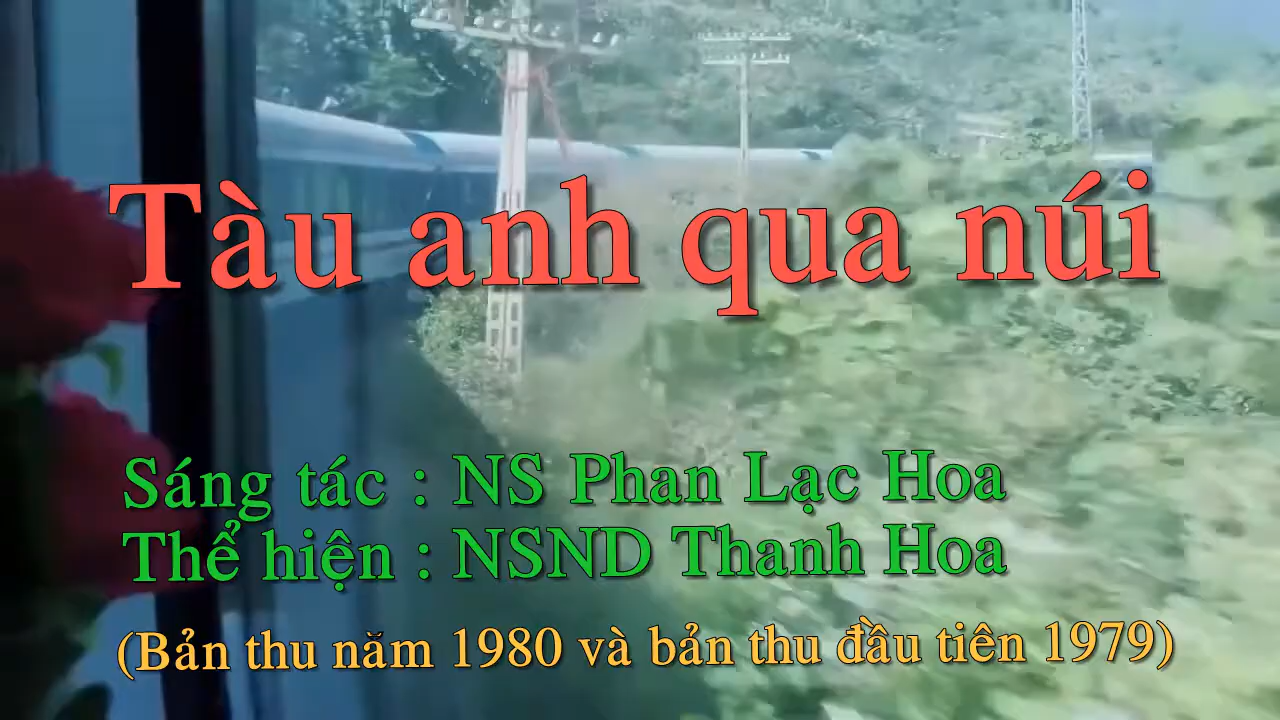 Tàu anh qua núi
Sáng tác : NS Phan Lạc Hoa
Thể hiện : NSND Thanh Hoa
(Bản thu năm 1980 và bản thu đầu tiên 1979)